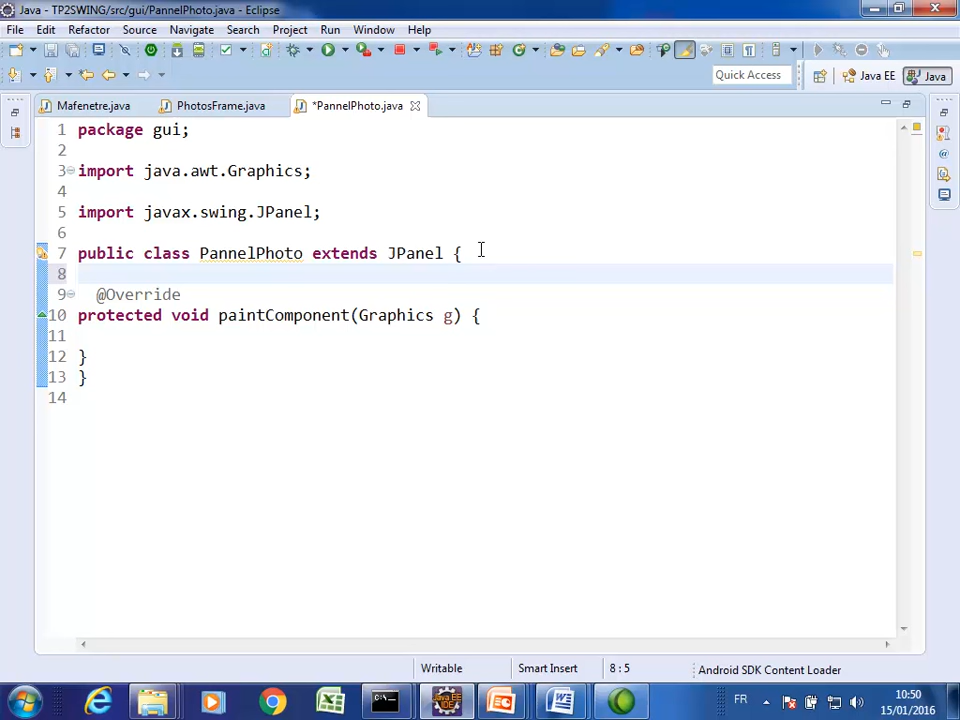 Java - TP2SWING/src/gui/PannelPhoto.java - Eclipse
File Edit Refactor Source Navigate Search Project Run Window Help
Quick Access Java EE Java
Mafenetre.java PhotosFrame.java *PannelPhoto.java
1 package gui;
2
3 import java.awt.Graphics;
4
5 import javax.swing.JPanel;
6
7 public class PannelPhoto extends JPanel {
8
9 @Override
10 protected void paintComponent(Graphics g) {
11
12 }
13 }
14
Writable Smart Insert 8 : 5 Android SDK Content Loader
FR 10:50
15/01/2016